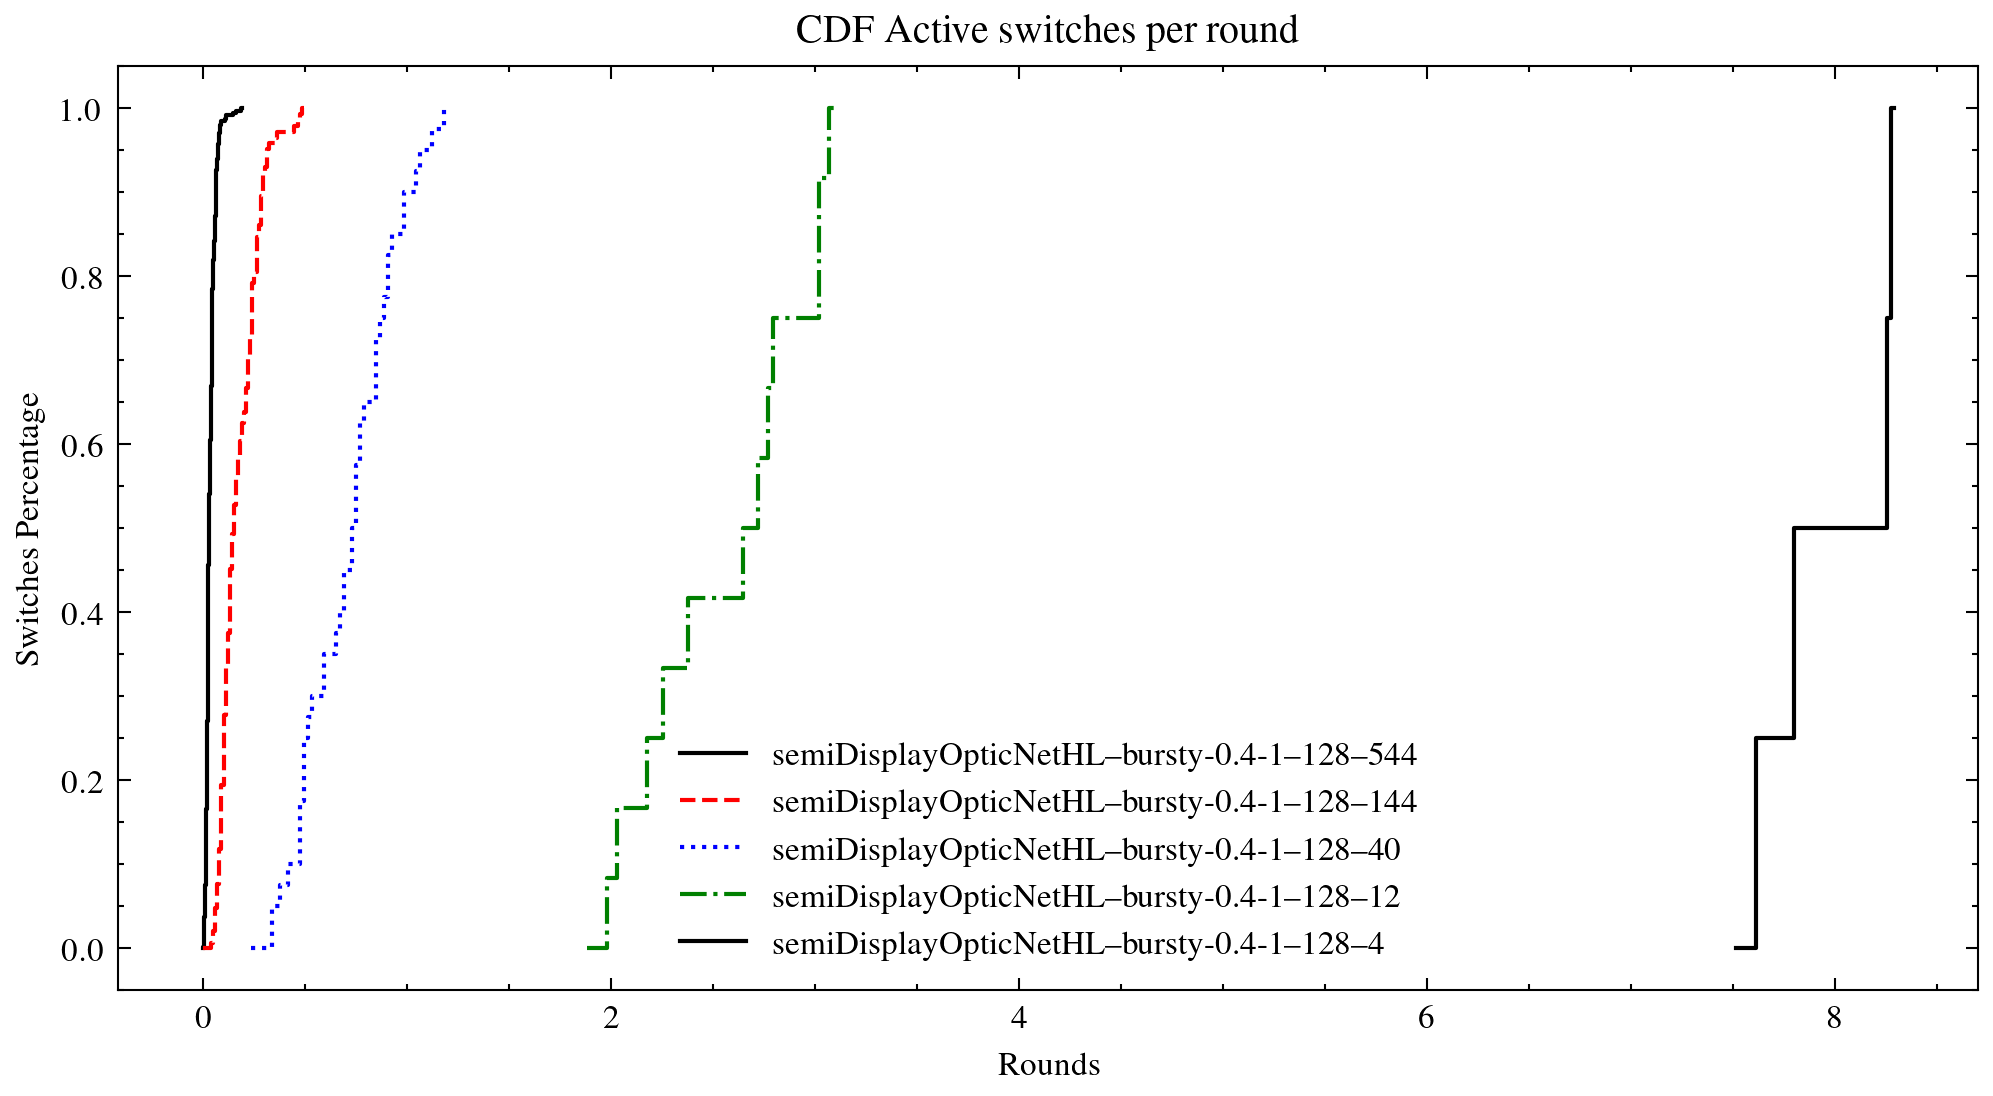 CDF Active switches per round
1.0
0.8
0.6
0.4
0.2
0.0
Switches Percentage
semiDisplayOpticNetHL–bursty-0.4-1–128–544
semiDisplayOpticNetHL–bursty-0.4-1–128–144
semiDisplayOpticNetHL–bursty-0.4-1–128–40
semiDisplayOpticNetHL–bursty-0.4-1–128–12
semiDisplayOpticNetHL–bursty-0.4-1–128–4
0 2 4 6 8
Rounds